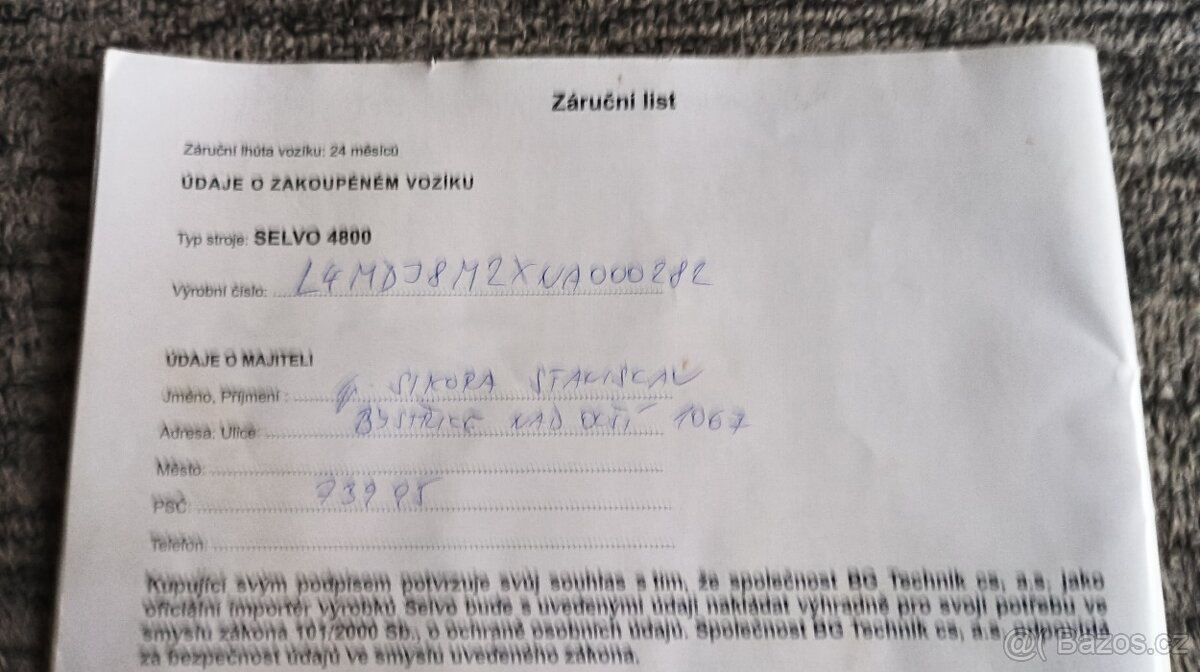 Záruční list
Záruční lhůta vozíku: 24 měsíců
ÚDAJE O ZAKOUPENÉM VOZÍKU
Typ stroje: SELVO 4800
Výrobní číslo: L4MDJ8M2XNA000282
ÚDAJE O MAJITELI
Jméno, Příjmení : SIKORA STANISLAV
Adresa: Ulice: BYSTŘICE NAD OLŠÍ 1067
Město:
PSČ: 739 95
Telefon:
Kupující svým podpisem potvrzuje svůj souhlas s tím, že společnost BG Technik cs, a.s, jako
oficiální importér výrobků Selvo bude s uvedenými údaji nakládat výhradně pro svoji potřebu ve
smyslu zákona 101/2000 Sb., o ochraně osobních údajů. Společnost BG Technik cs, a.s odpovídá
za bezpečnost údajů ve smyslu uvedeného zákona.
Bazos.cz